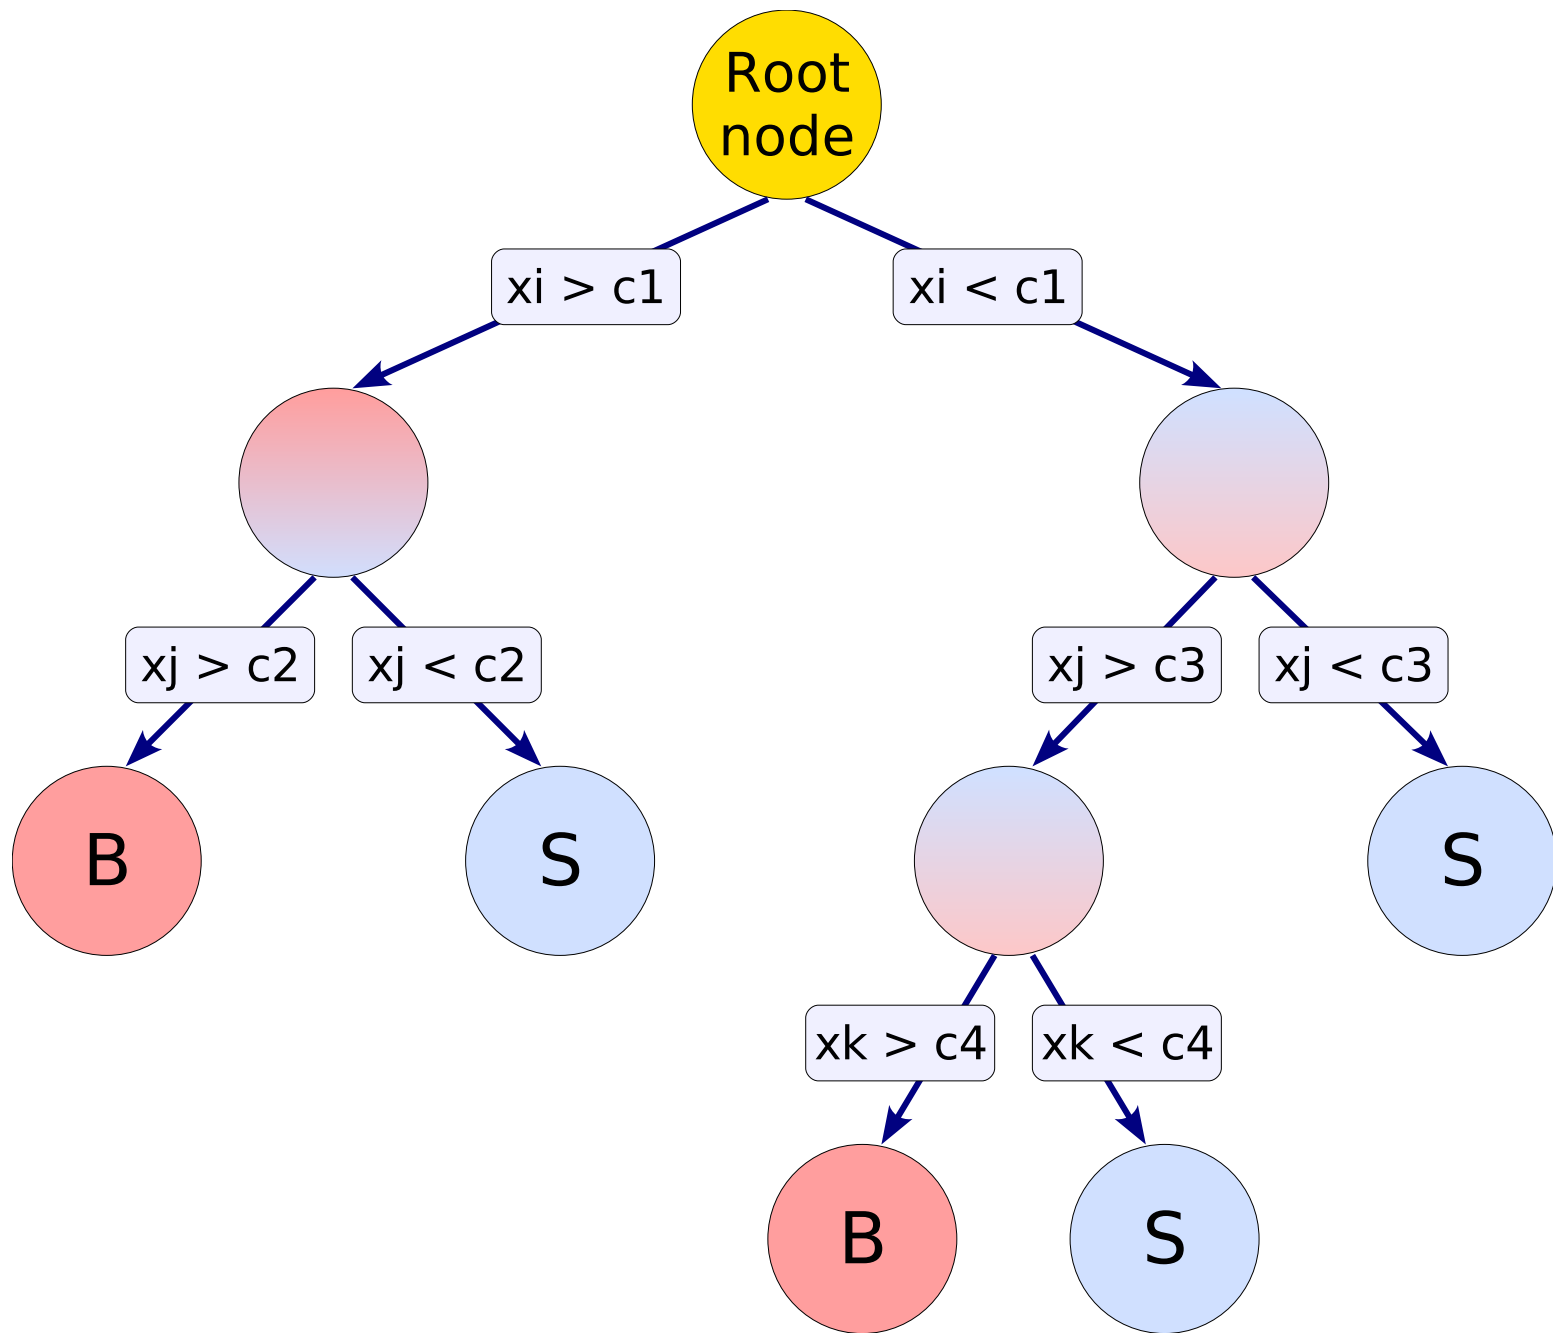 Root
node
xi > c1
xi < c1
xj > c2
xj < c2
xj > c3
xj < c3
B
S
S
xk > c4
xk < c4
B
S